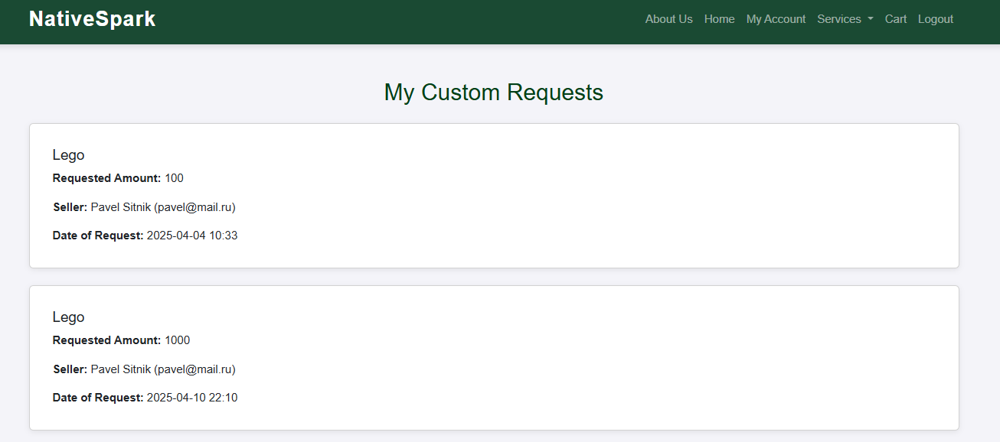 NativeSpark
About Us Home My Account Services Cart Logout
My Custom Requests
Lego
Requested Amount: 100
Seller: Pavel Sitnik (pavel@mail.ru)
Date of Request: 2025-04-04 10:33
Lego
Requested Amount: 1000
Seller: Pavel Sitnik (pavel@mail.ru)
Date of Request: 2025-04-10 22:10